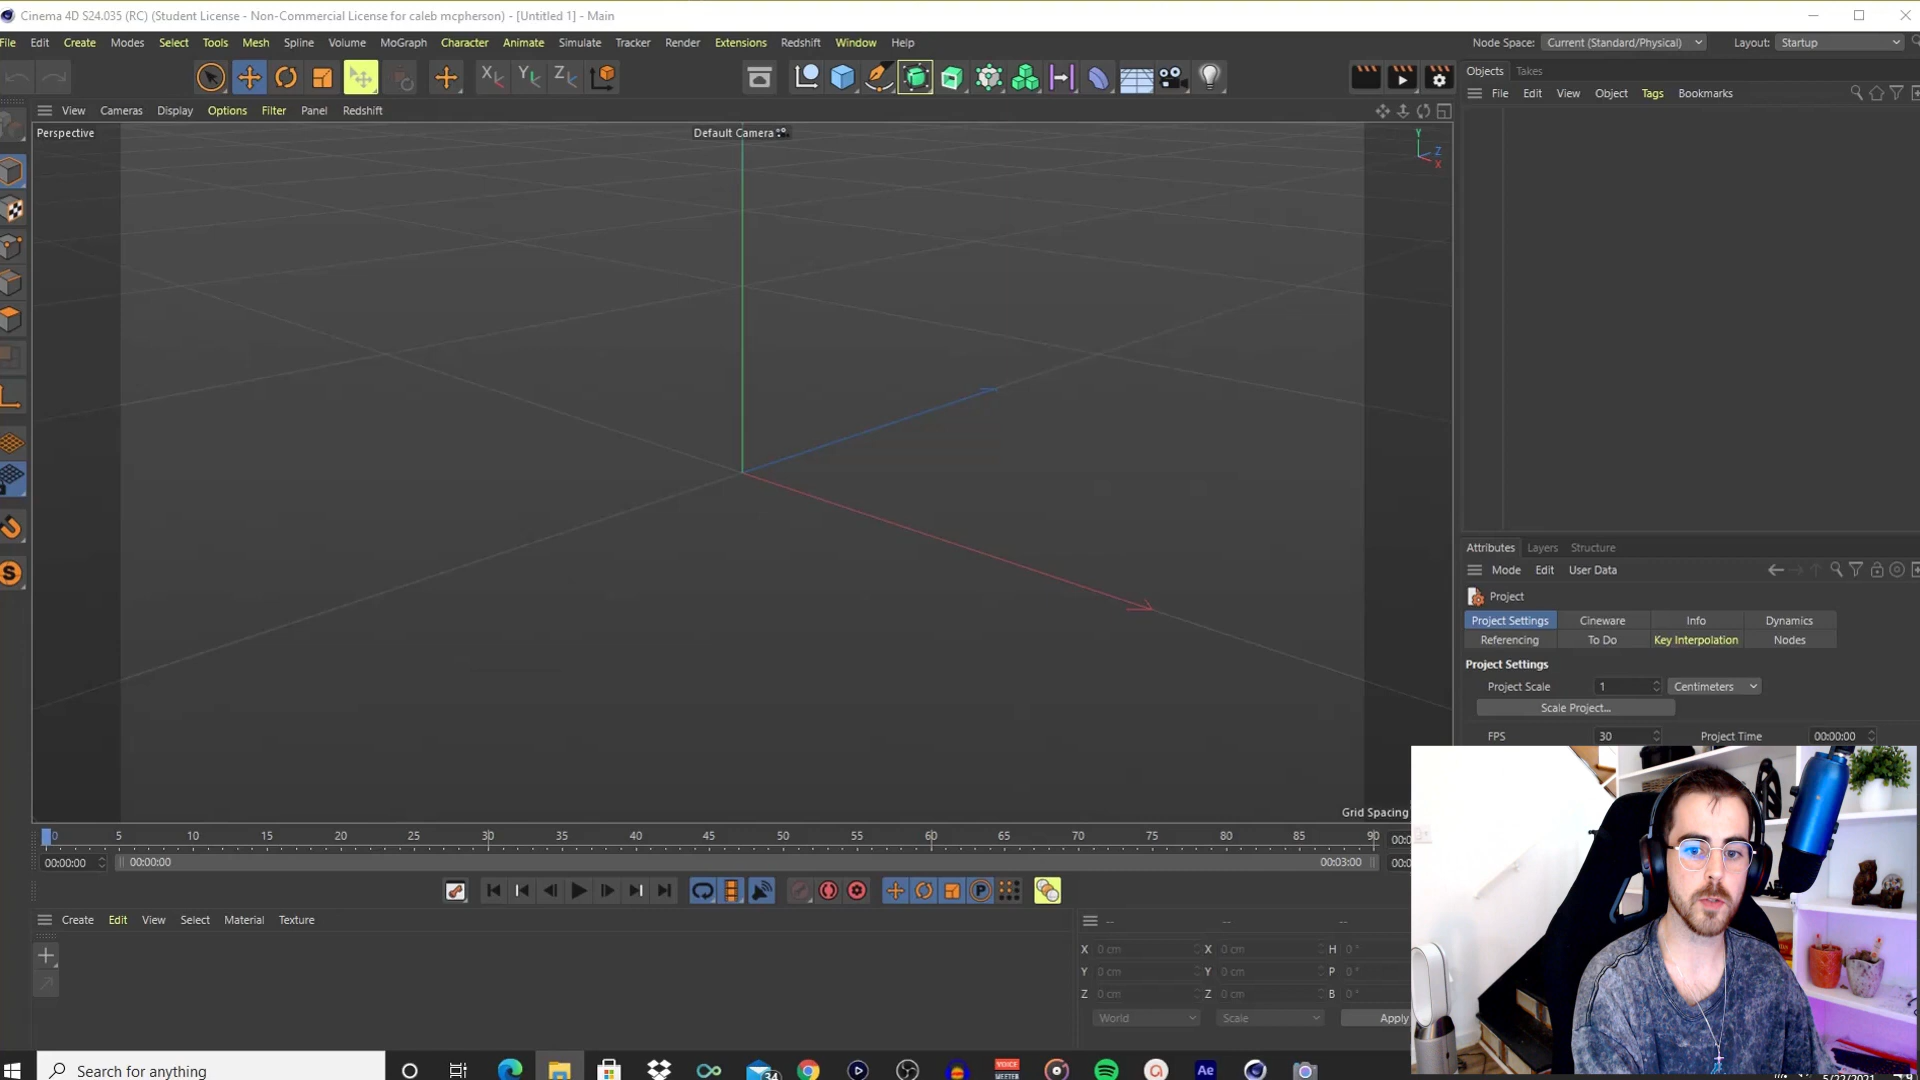 Cinema 4D S24.035 (RC) (Student License - Non-Commercial License for caleb mcpherson) - [Untitled 1] - Main
File Edit Create Modes Select Tools Mesh Spline Volume MoGraph Character Animate Simulate Tracker Render Extensions Redshift Window Help
Node Space: Current (Standard/Physical) Layout: Startup
X Y Z
Objects Takes
File Edit View Object Tags Bookmarks
View Cameras Display Options Filter Panel Redshift
Perspective
Default Camera
Y
Z
X
Attributes Layers Structure
Mode Edit User Data
Project
Project Settings Cineware Info Dynamics
Referencing To Do Key Interpolation Nodes
Project Settings
Project Scale 1 Centimeters
Scale Project...
FPS 30 Project Time 00:00:00
Grid Spacing
0 5 10 15 20 25 30 35 40 45 50 55 60 65 70 75 80 85 90
00:00:00 00:00:00 00:03:00
P
S
Create Edit View Select Material Texture
-- -- --
X 0 cm X 0 cm H 0 °
Y 0 cm Y 0 cm P 0 °
Z 0 cm Z 0 cm B 0 °
World Scale Apply
Search for anything
34
VOICE
MEETER
Ae
5/22/2021